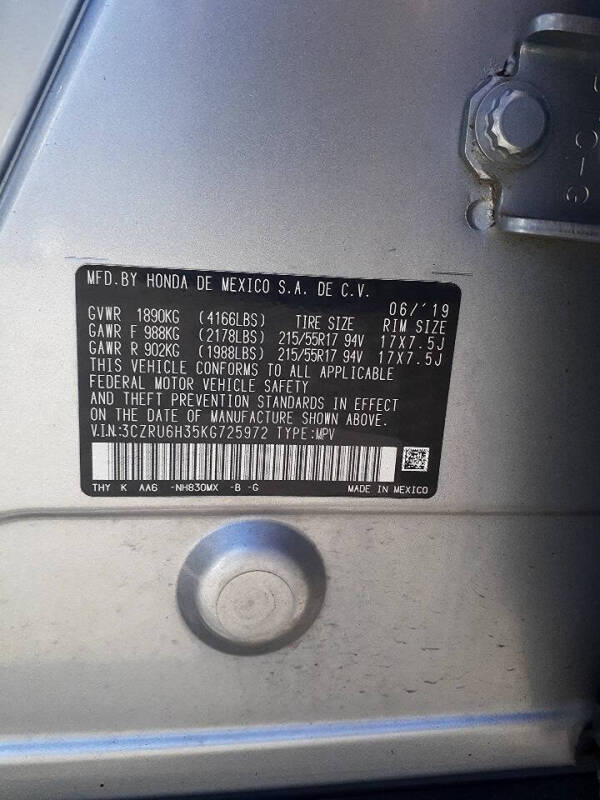 MFD.BY HONDA DE MEXICO S.A. DE C.V.
06/'19
GVWR 1890KG (4166LBS) TIRE SIZE RIM SIZE
GAWR F 988KG (2178LBS) 215/55R17 94V 17X7.5J
GAWR R 902KG (1988LBS) 215/55R17 94V 17X7.5J
THIS VEHICLE CONFORMS TO ALL APPLICABLE
FEDERAL MOTOR VEHICLE SAFETY
AND THEFT PREVENTION STANDARDS IN EFFECT
ON THE DATE OF MANUFACTURE SHOWN ABOVE.
V.I.N:3CZRU6H35KG725972 TYPE:MPV
THY K AA6 -NH830MX -B -G MADE IN MEXICO